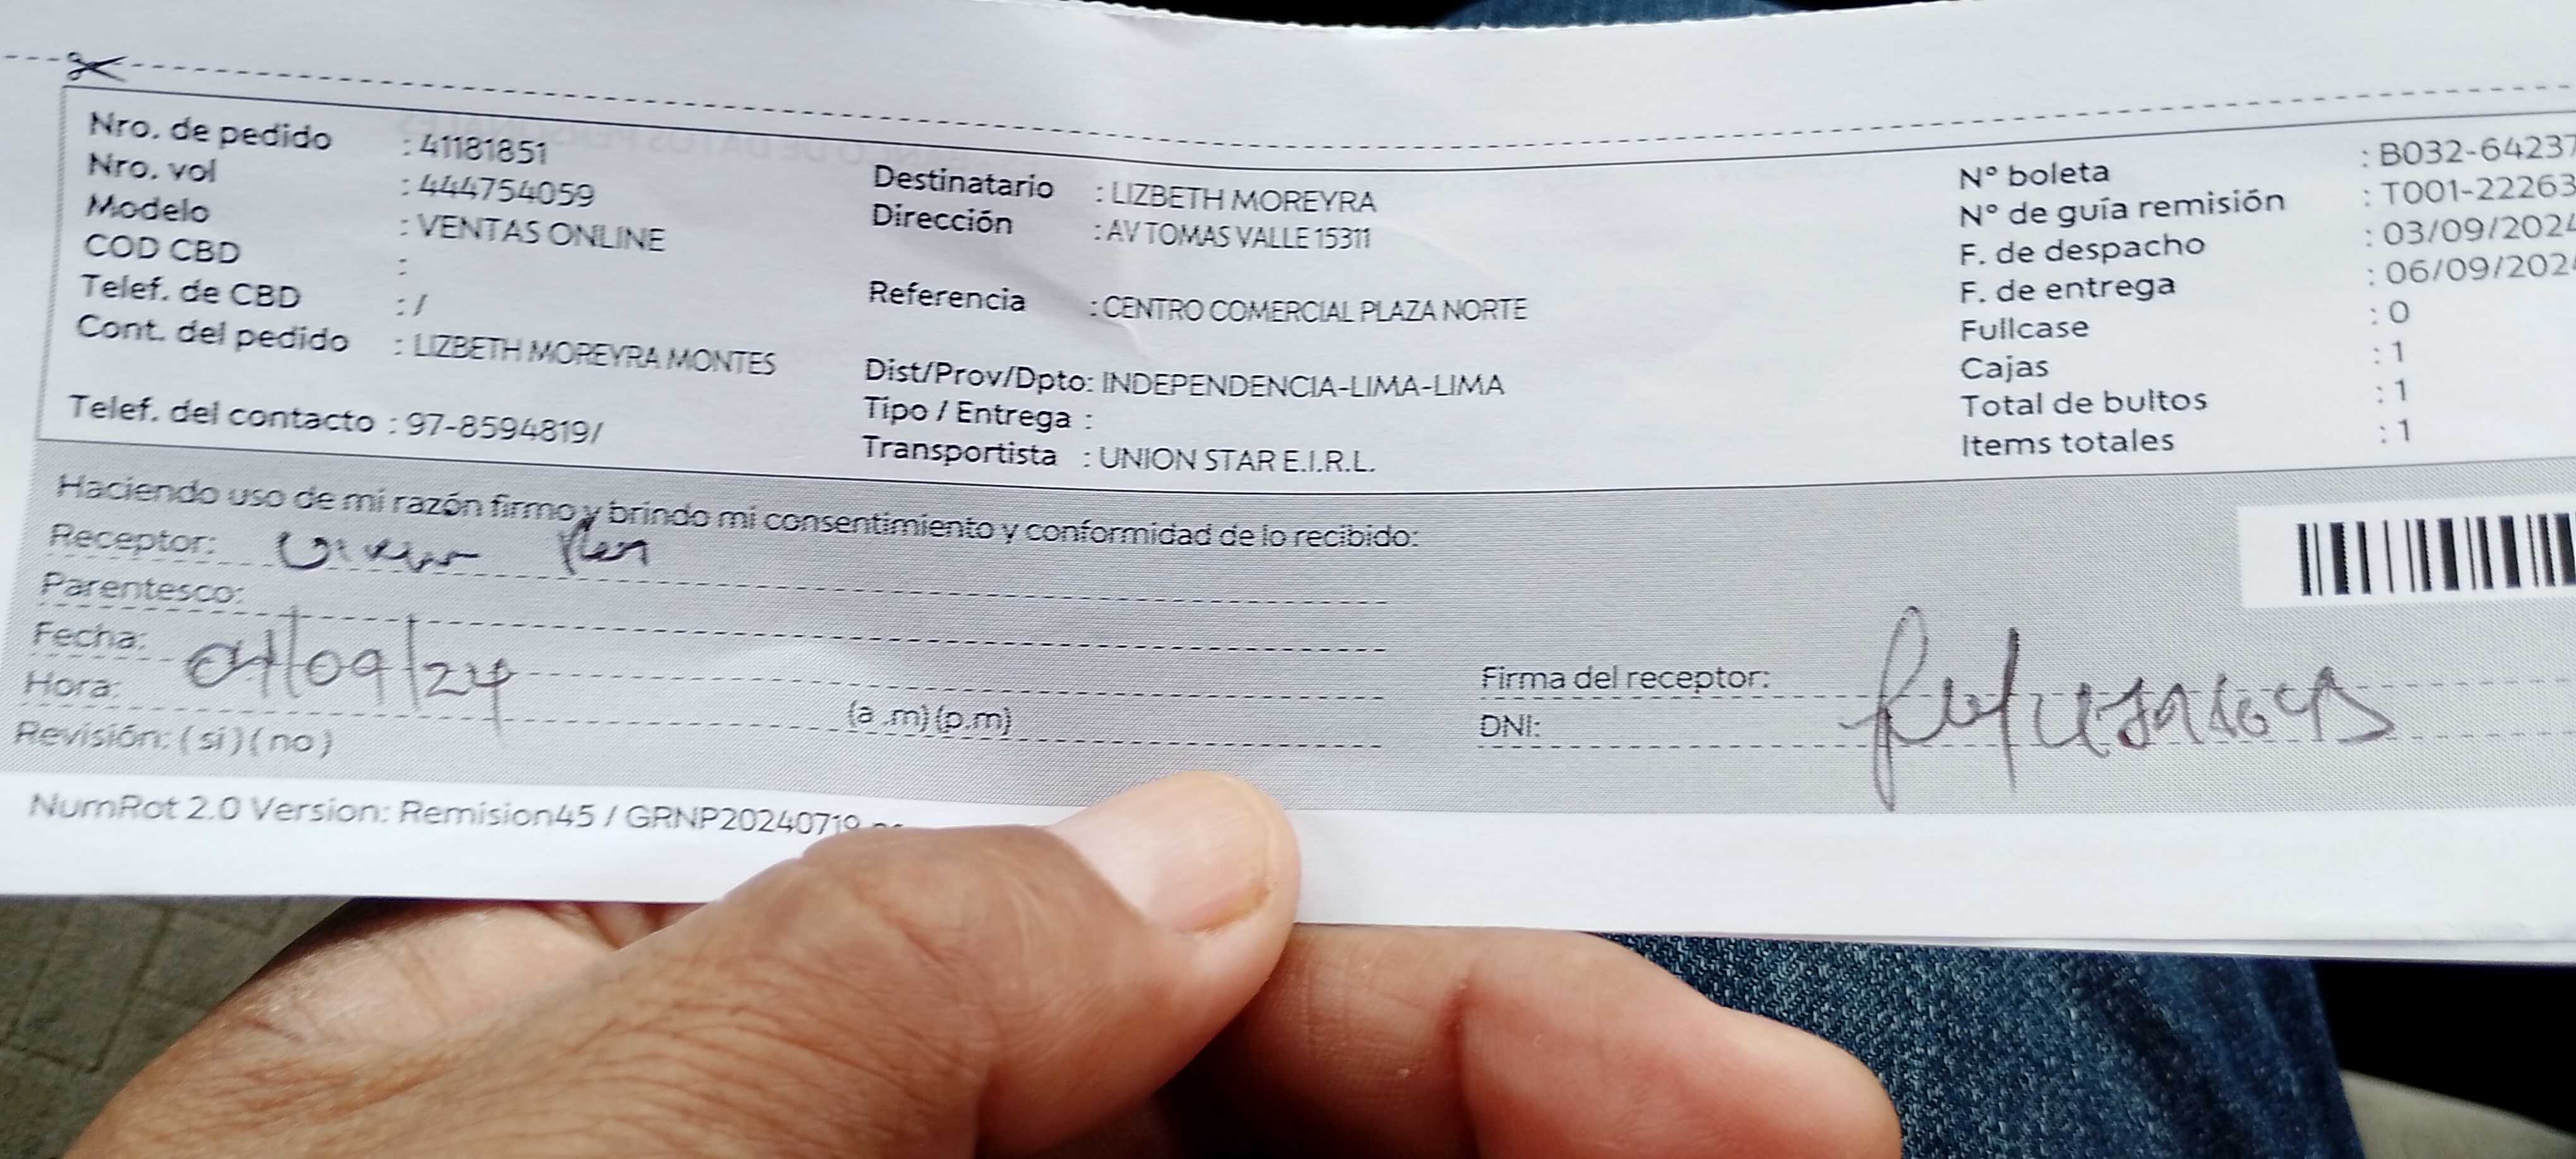 Nro. de pedido : 41181851
Nro. vol : 444754059
Modelo : VENTAS ONLINE
COD CBD :
Telef. de CBD : /
Cont. del pedido : LIZBETH MOREYRA MONTES
Telef. del contacto : 97-8594819/
Destinatario : LIZBETH MOREYRA
Dirección : AV TOMAS VALLE 15311
Referencia : CENTRO COMERCIAL PLAZA NORTE
Dist/Prov/Dpto: INDEPENDENCIA-LIMA-LIMA
Tipo / Entrega :
Transportista : UNION STAR E.I.R.L.
N° boleta : B032-64237
N° de guía remisión : T001-22263
F. de despacho : 03/09/2024
F. de entrega : 06/09/202
Fullcase : 0
Cajas : 1
Total de bultos : 1
Items totales : 1
Haciendo uso de mi razón firmo y brindo mi consentimiento y conformidad de lo recibido:
Receptor:
Parentesco:
Fecha: 04/09/24
Hora: (a .m)(p.m)
Revisión: ( si ) ( no )
Firma del receptor:
DNI:
NumRot 2.0 Version: Remision45 / GRNP20240719